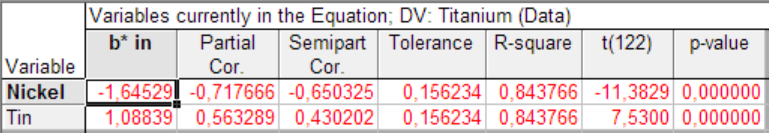 Variables currently in the Equation; DV: Titanium (Data)
Variable b* in Partial Cor. Semipart Cor. Tolerance R-square t(122) p-value
Nickel -1,64529 -0,717666 -0,650325 0,156234 0,843766 -11,3829 0,000000
Tin 1,08839 0,563289 0,430202 0,156234 0,843766 7,5300 0,000000